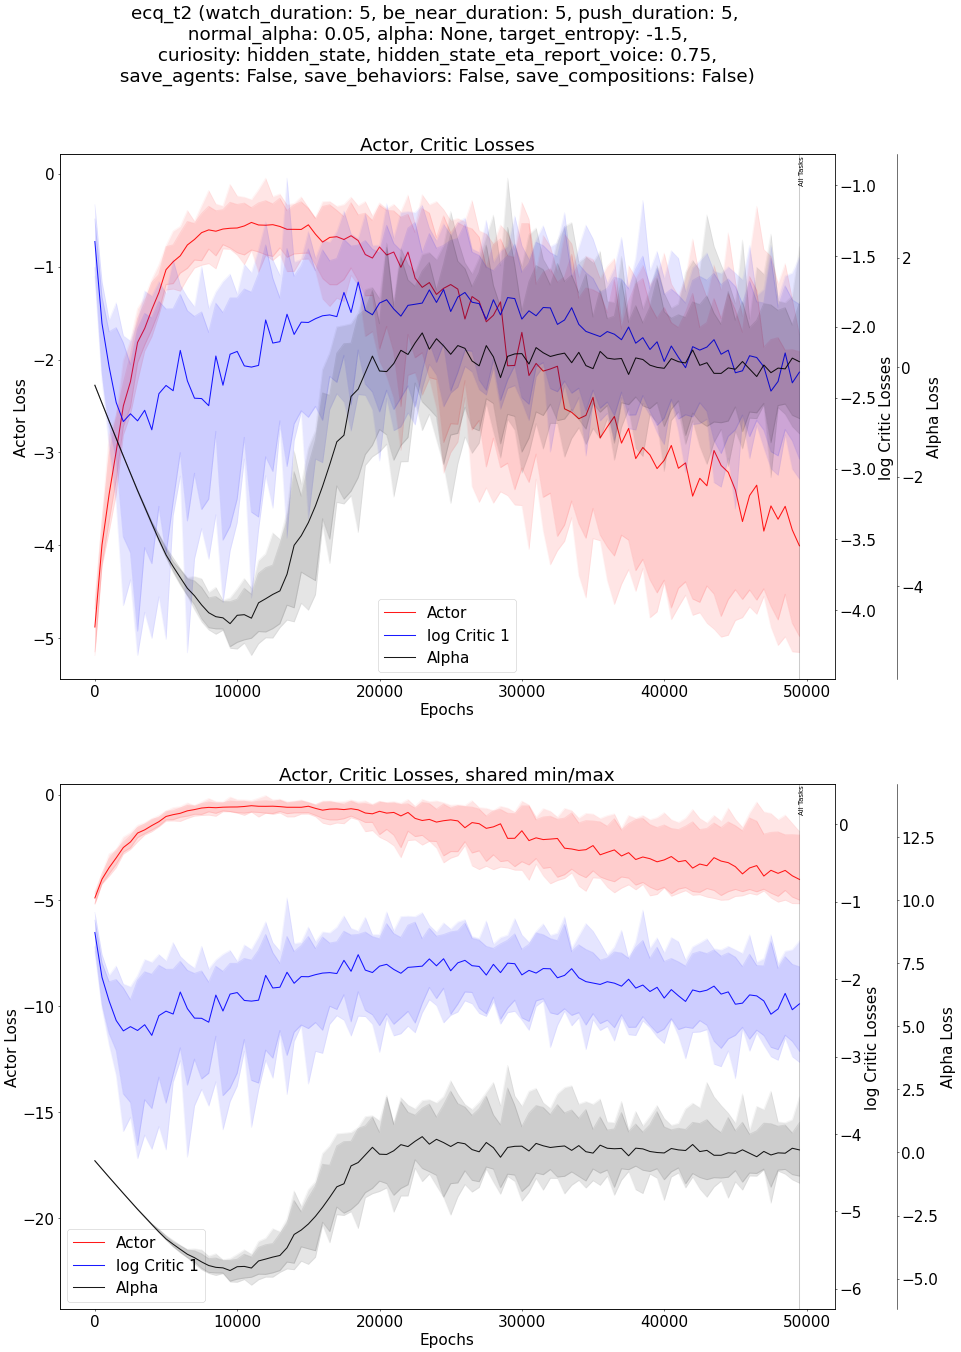 ecq_t2 (watch_duration: 5, be_near_duration: 5, push_duration: 5,
normal_alpha: 0.05, alpha: None, target_entropy: -1.5,
curiosity: hidden_state, hidden_state_eta_report_voice: 0.75,
save_agents: False, save_behaviors: False, save_compositions: False)
Actor, Critic Losses
All Tasks
0
−1
−2
−3
−4
−5
Actor Loss
−1.0
−1.5
−2.0
−2.5
−3.0
−3.5
−4.0
log Critic Losses
2
0
−2
−4
Alpha Loss
Actor
log Critic 1
Alpha
0 10000 20000 30000 40000 50000
Epochs
Actor, Critic Losses, shared min/max
All Tasks
0
−5
−10
−15
−20
Actor Loss
0
−1
−2
−3
−4
−5
−6
log Critic Losses
12.5
10.0
7.5
5.0
2.5
0.0
−2.5
−5.0
Alpha Loss
Actor
log Critic 1
Alpha
0 10000 20000 30000 40000 50000
Epochs